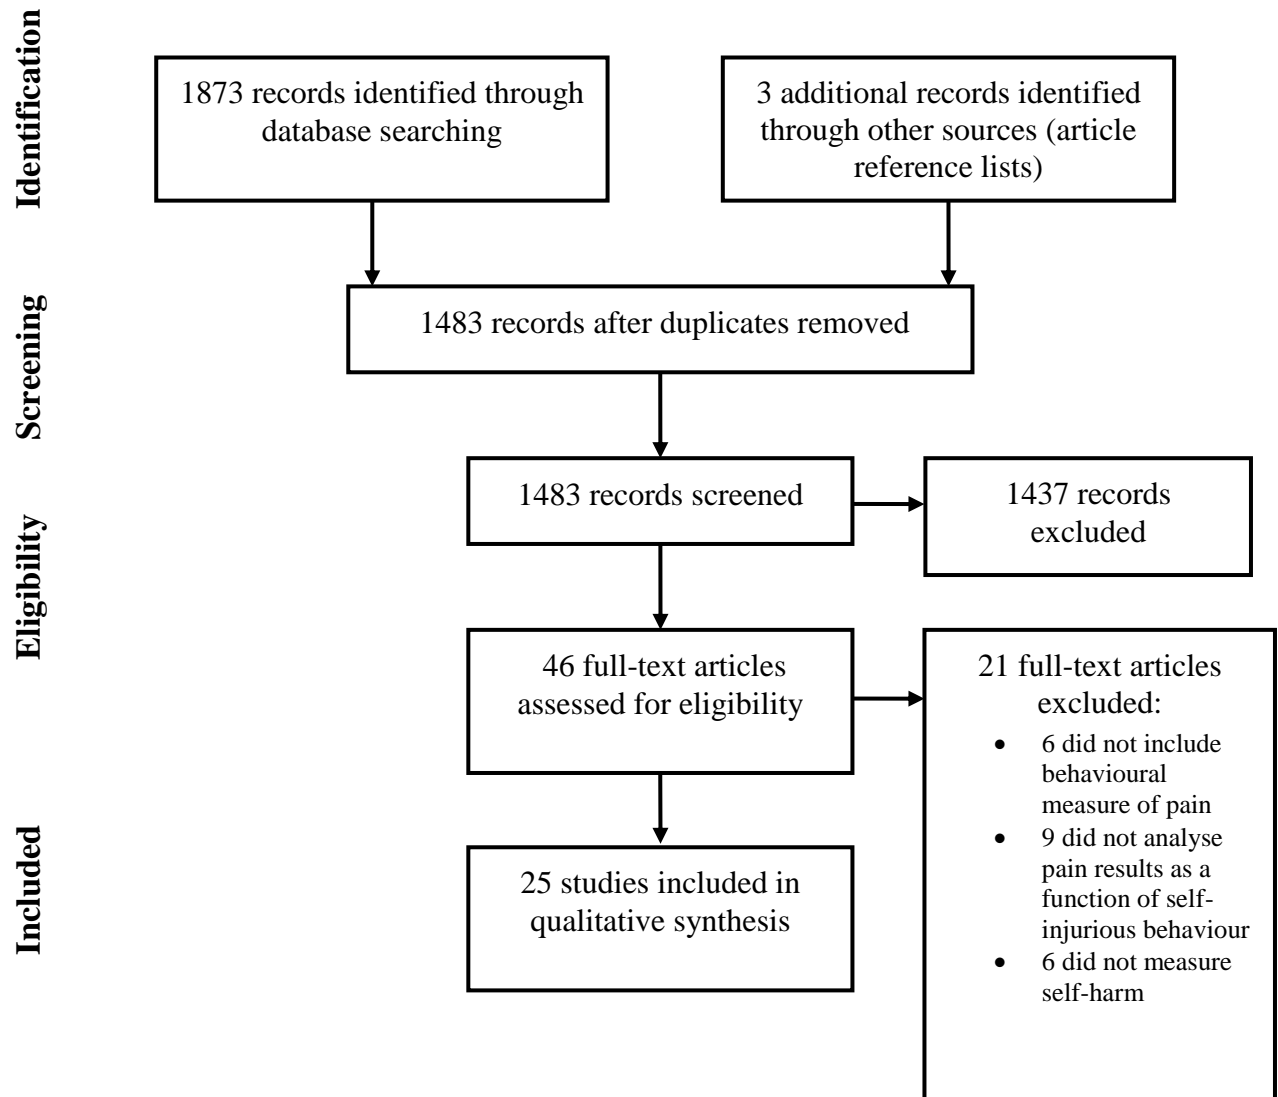 Identification
1873 records identified through
database searching
3 additional records identified
through other sources (article
reference lists)
Screening
1483 records after duplicates removed
Eligibility
1483 records screened
1437 records
excluded
46 full-text articles
assessed for eligibility
21 full-text articles
excluded:
• 6 did not include
behavioural
measure of pain
• 9 did not analyse
pain results as a
function of self-
injurious behaviour
• 6 did not measure
self-harm
Included
25 studies included in
qualitative synthesis